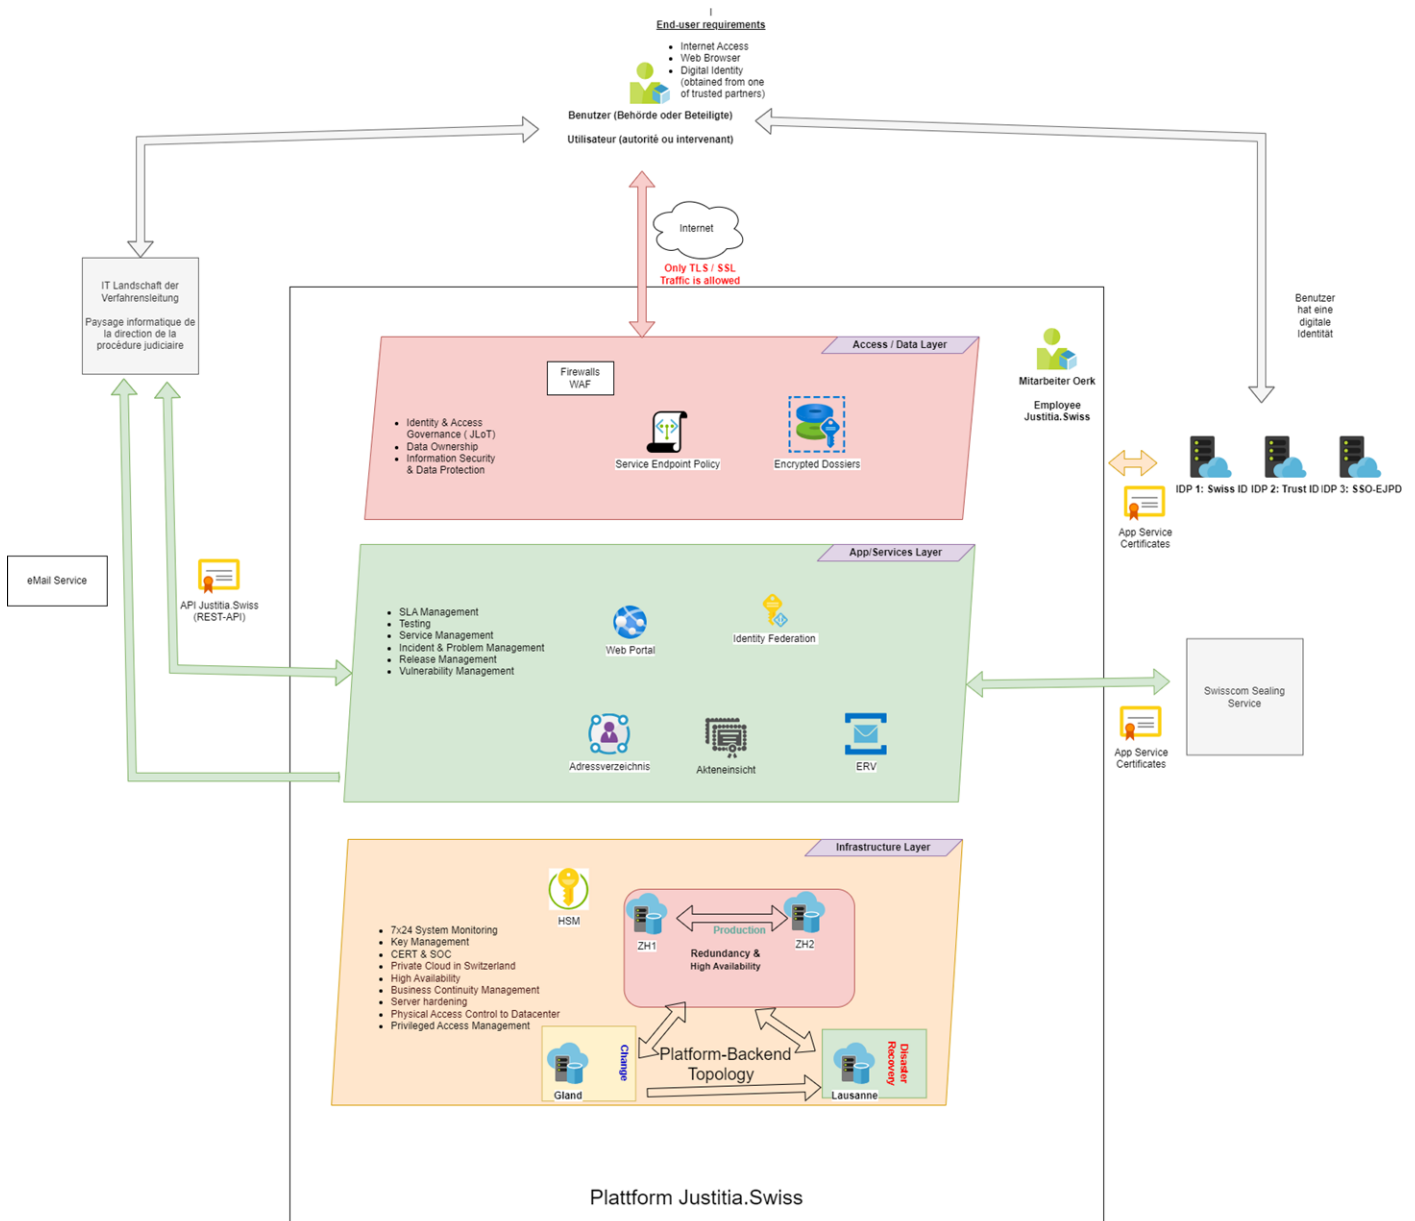 End-user requirements
Internet Access
Web Browser
Digital Identity
(obtained from one
of trusted partners)
Benutzer (Behörde oder Beteiligte)
Utilisateur (autorité ou intervenant)
Internet
Only TLS / SSL
Traffic is allowed
IT Landschaft der
Verfahrensleitung
Paysage informatique de
la direction de la
procédure judiciaire
Benutzer
hat eine
digitale
Identität
Access / Data Layer
Firewalls
WAF
Identity & Access
Governance ( JLoT)
Data Ownership
Information Security
& Data Protection
Service Endpoint Policy
Encrypted Dossiers
Mitarbeiter Oerk
Employee
Justitia.Swiss
IDP 1: Swiss ID
IDP 2: Trust ID
IDP 3: SSO-EJPD
App Service
Certificates
App/Services Layer
eMail Service
API Justitia.Swiss
(REST-API)
SLA Management
Testing
Service Management
Incident & Problem Management
Release Management
Vulnerability Management
Web Portal
Identity Federation
Adressverzeichnis
Akteneinsicht
ERV
Swisscom Sealing
Service
App Service
Certificates
Infrastructure Layer
HSM
7x24 System Monitoring
Key Management
CERT & SOC
Private Cloud in Switzerland
High Availability
Business Continuity Management
Server hardening
Physical Access Control to Datacenter
Privileged Access Management
ZH1
Production
ZH2
Redundancy &
High Availability
Gland
Change
Platform-Backend
Topology
Lausanne
Disaster
Recovery
Plattform Justitia.Swiss